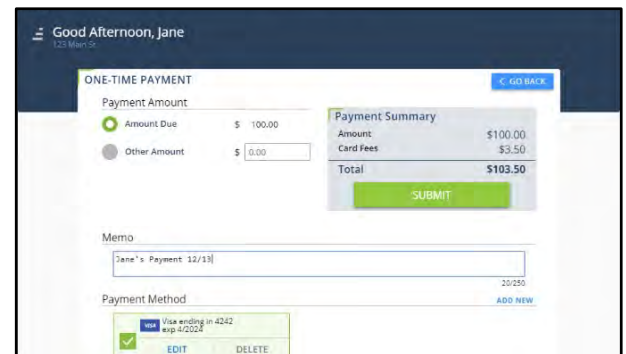 Good Afternoon, Jane
123 Main St
ONE-TIME PAYMENT
< GO BACK
Payment Amount
Amount Due $ 100.00
Other Amount $ 0.00
Payment Summary
Amount $100.00
Card Fees $3.50
Total $103.50
SUBMIT
Memo
Jane's Payment 12/13
20/250
Payment Method
ADD NEW
VISA Visa ending in 4242
exp 4/2024
EDIT DELETE